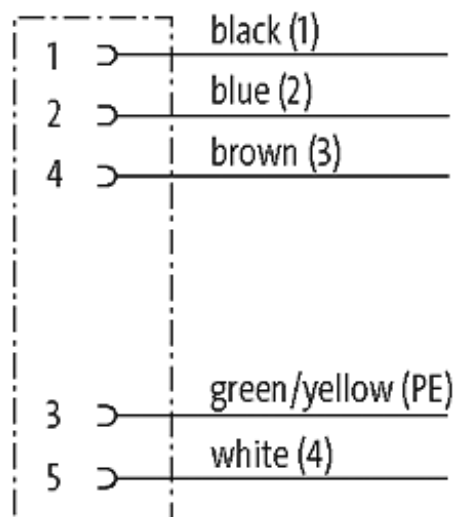 1 black (1)
2 blue (2)
4 brown (3)
3 green/yellow (PE)
5 white (4)